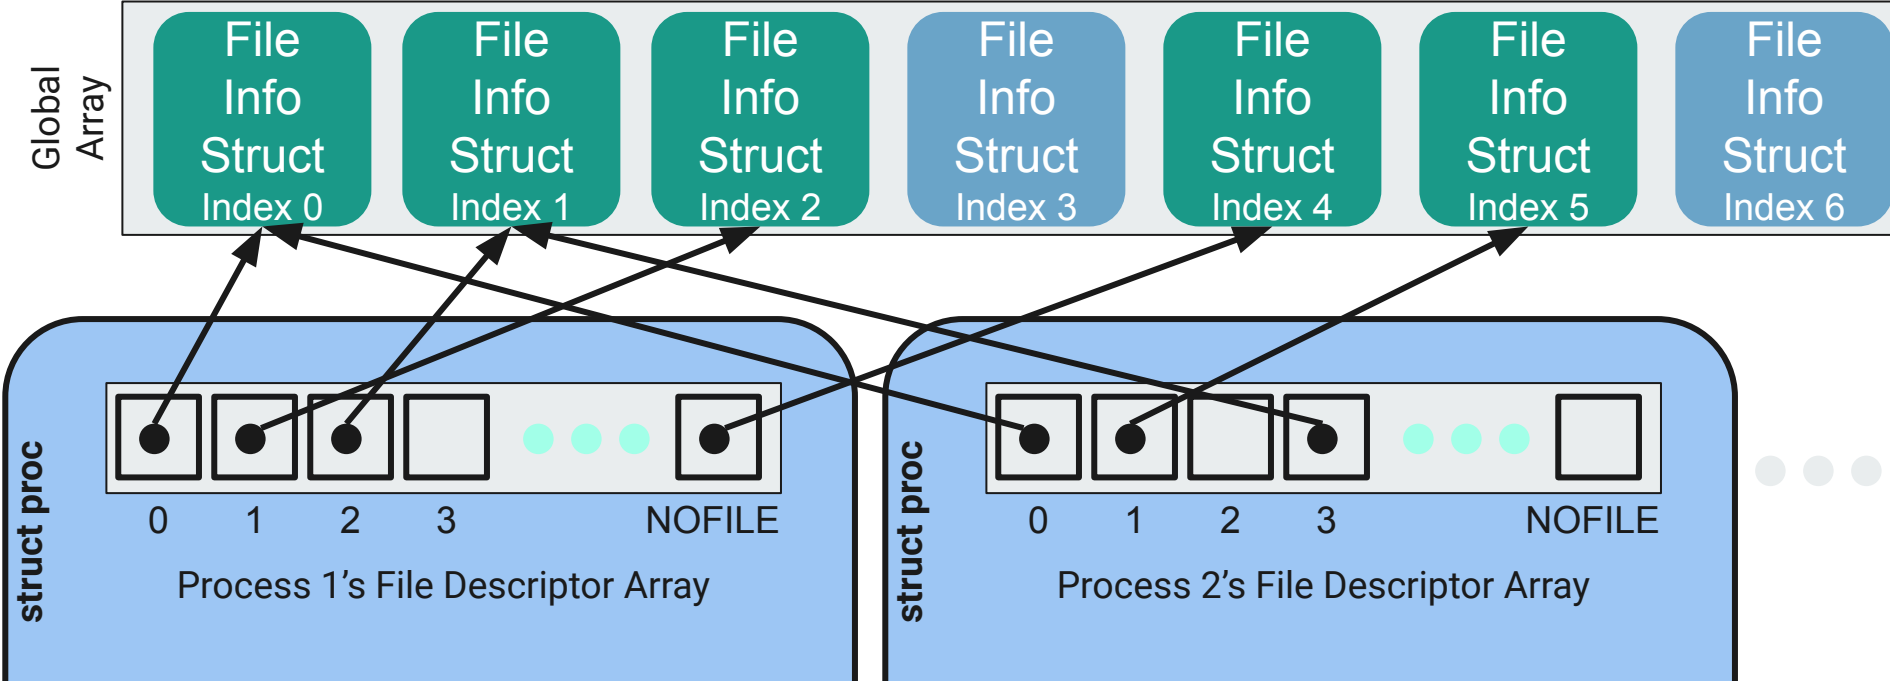 Global
Array
File
Info
Struct
Index 0
File
Info
Struct
Index 1
File
Info
Struct
Index 2
File
Info
Struct
Index 3
File
Info
Struct
Index 4
File
Info
Struct
Index 5
File
Info
Struct
Index 6
struct proc
0 1 2 3 NOFILE
Process 1’s File Descriptor Array
struct proc
0 1 2 3 NOFILE
Process 2’s File Descriptor Array